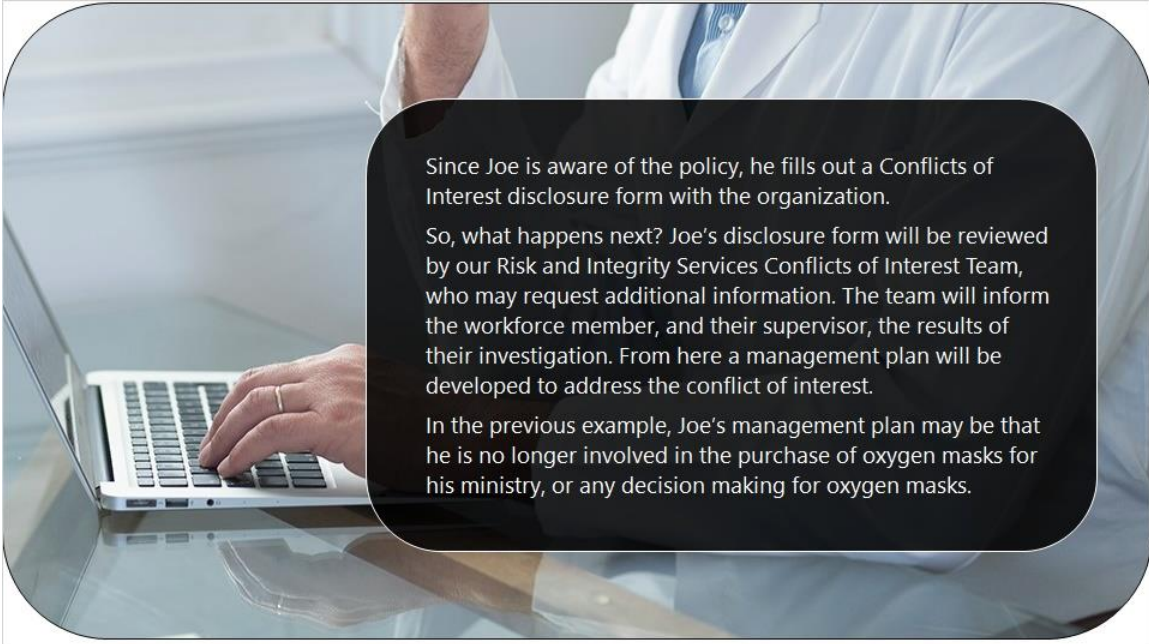 Since Joe is aware of the policy, he fills out a Conflicts of
Interest disclosure form with the organization.
So, what happens next? Joe’s disclosure form will be reviewed
by our Risk and Integrity Services Conflicts of Interest Team,
who may request additional information. The team will inform
the workforce member, and their supervisor, the results of
their investigation. From here a management plan will be
developed to address the conflict of interest.
In the previous example, Joe’s management plan may be that
he is no longer involved in the purchase of oxygen masks for
his ministry, or any decision making for oxygen masks.